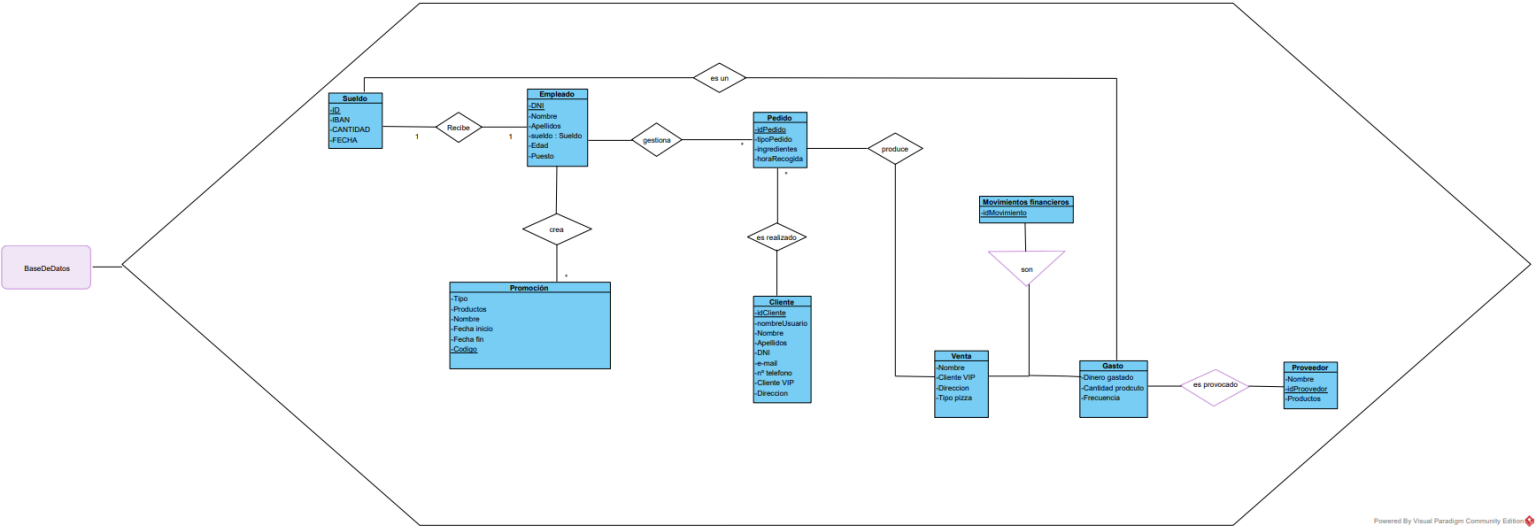 es un
Sueldo
-ID
-IBAN
-CANTIDAD
-FECHA
Recibe
1
1
Empleado
-DNI
-Nombre
-Apellidos
-sueldo : Sueldo
-Edad
-Puesto
gestiona
*
Pedido
-idPedido
-tipoPedido
-ingredientes
-horaRecogida
*
produce
Movimientos financieros
-idMovimiento
crea
*
es realizado
son
BaseDeDatos
Promoción
-Tipo
-Productos
-Nombre
-Fecha inicio
-Fecha fin
-Codigo
Cliente
-idCliente
-nombreUsuario
-Nombre
-Apellidos
-DNI
-e-mail
-nº telefono
-Cliente VIP
-Direccion
Venta
-Nombre
-Cliente VIP
-Direccion
-Tipo pizza
Gasto
-Dinero gastado
-Cantidad prodcuto
-Frecuencia
es provocado
Proveedor
-Nombre
-idProovedor
-Productos
Powered By Visual Paradigm Community Edition